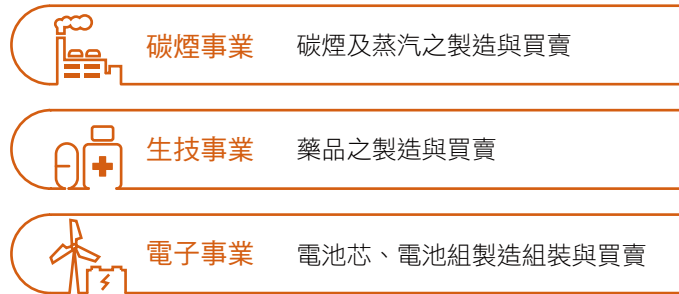 碳煙事業 碳煙及蒸汽之製造與買賣
生技事業 藥品之製造與買賣
電子事業 電池芯、電池組製造組裝與買賣